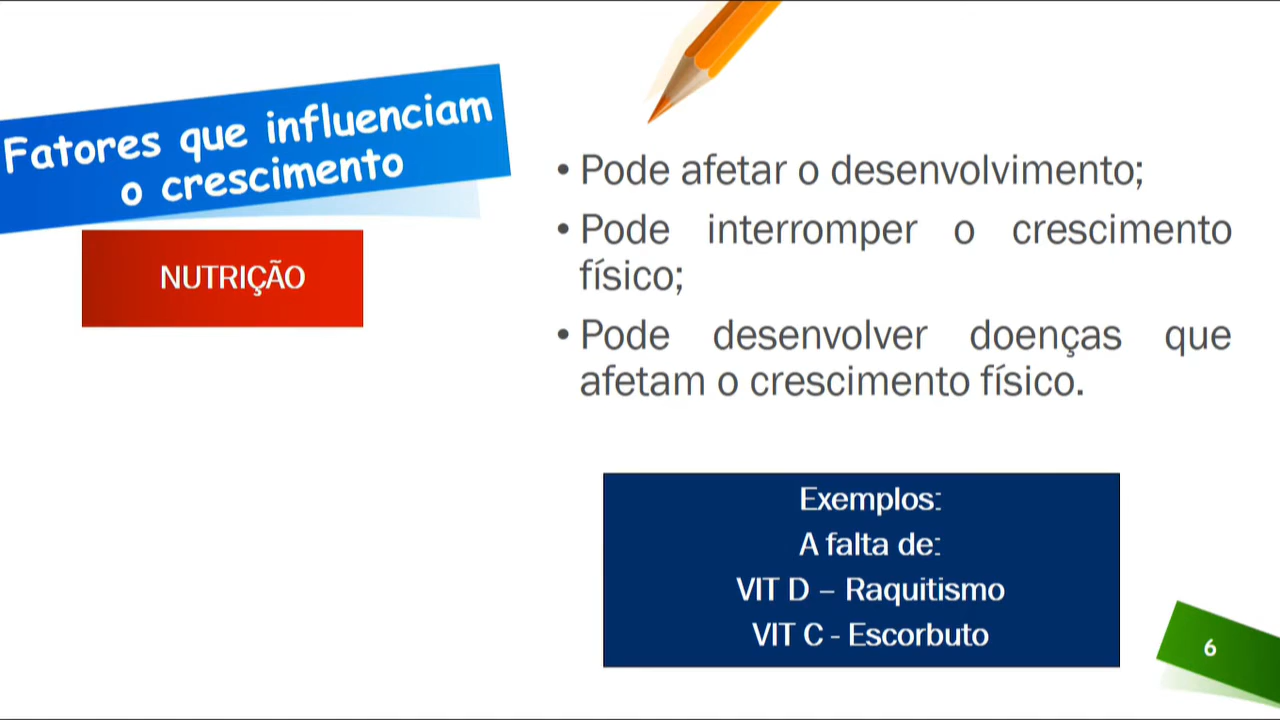 Fatores que influenciam
o crescimento
NUTRIÇÃO
• Pode afetar o desenvolvimento;
• Pode interromper o crescimento
físico;
• Pode desenvolver doenças que
afetam o crescimento físico.
Exemplos:
A falta de:
VIT D – Raquitismo
VIT C - Escorbuto
6